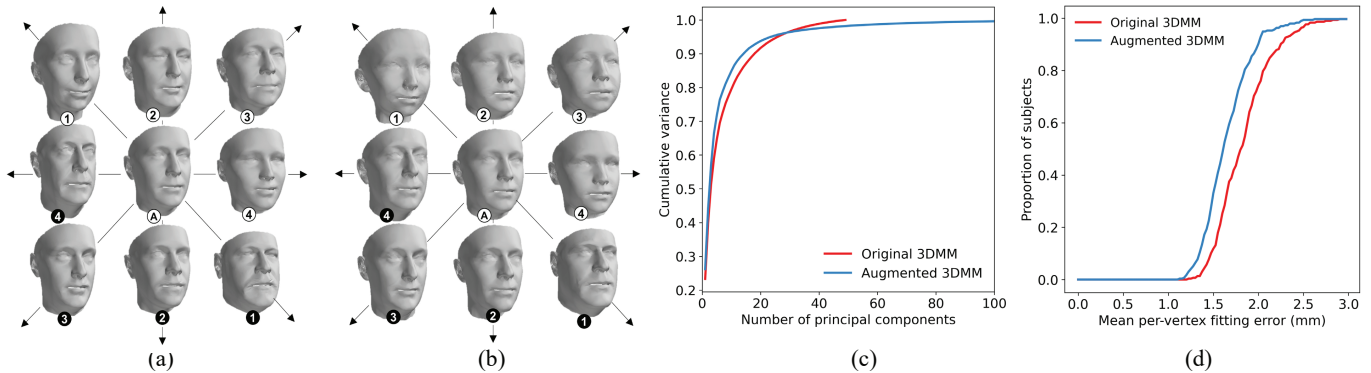 1
2
3
4
A
4
3
2
1
(a)
1
2
3
4
A
4
3
2
1
(b)
1.0
0.9
0.8
0.7
0.6
0.5
0.4
0.3
0.2
Cumulative variance
Original 3DMM
Augmented 3DMM
0 20 40 60 80 100
Number of principal components
(c)
1.0
0.8
0.6
0.4
0.2
0.0
Proportion of subjects
Original 3DMM
Augmented 3DMM
0.0 0.5 1.0 1.5 2.0 2.5 3.0
Mean per-vertex fitting error (mm)
(d)